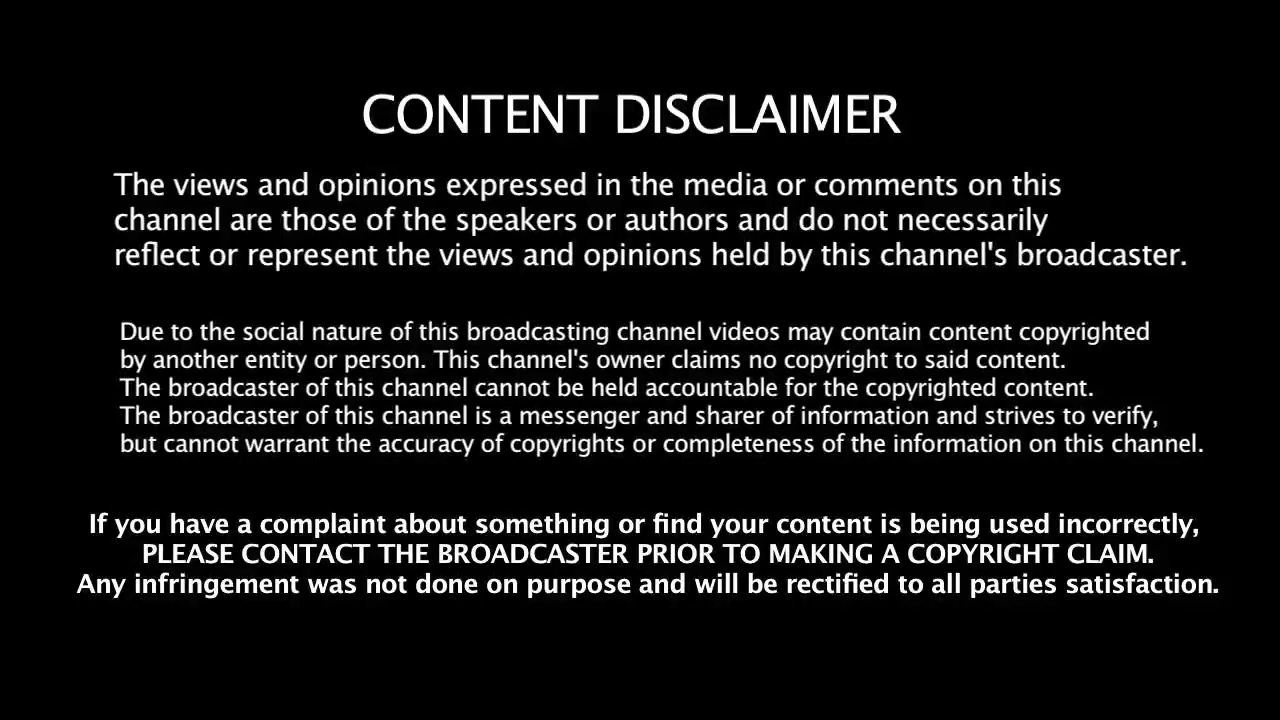 CONTENT DISCLAIMER
The views and opinions expressed in the media or comments on this
channel are those of the speakers or authors and do not necessarily
reflect or represent the views and opinions held by this channel's broadcaster.
Due to the social nature of this broadcasting channel videos may contain content copyrighted
by another entity or person. This channel's owner claims no copyright to said content.
The broadcaster of this channel cannot be held accountable for the copyrighted content.
The broadcaster of this channel is a messenger and sharer of information and strives to verify,
but cannot warrant the accuracy of copyrights or completeness of the information on this channel.
If you have a complaint about something or find your content is being used incorrectly,
PLEASE CONTACT THE BROADCASTER PRIOR TO MAKING A COPYRIGHT CLAIM.
Any infringement was not done on purpose and will be rectified to all parties satisfaction.